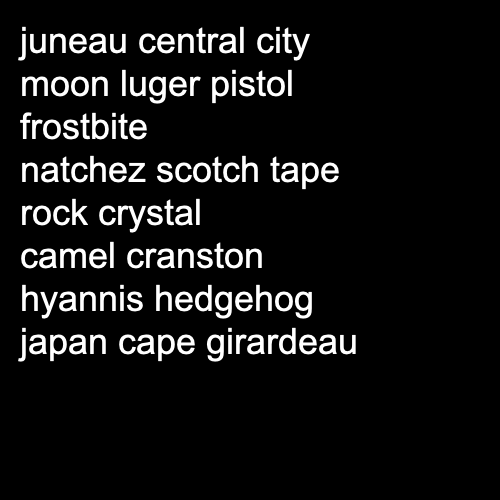 juneau central city
moon luger pistol
frostbite
natchez scotch tape
rock crystal
camel cranston
hyannis hedgehog
japan cape girardeau